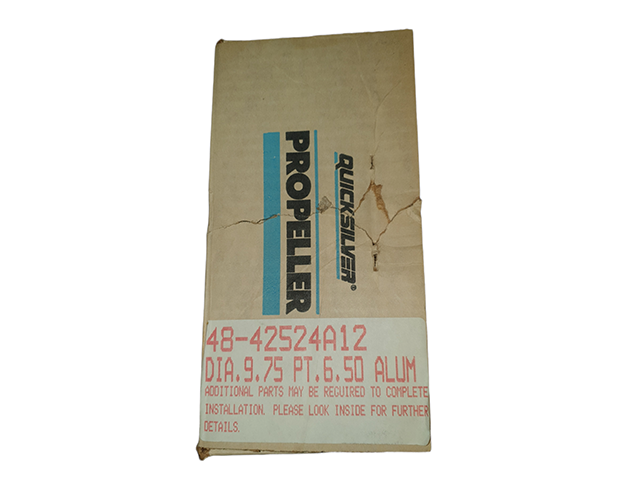 QUICKSILVER®
PROPELLER
48-42524A12
DIA.9.75 PT.6.50 ALUM
ADDITIONAL PARTS MAY BE REQUIRED TO COMPLETE
INSTALLATION. PLEASE LOOK INSIDE FOR FURTHER
DETAILS.